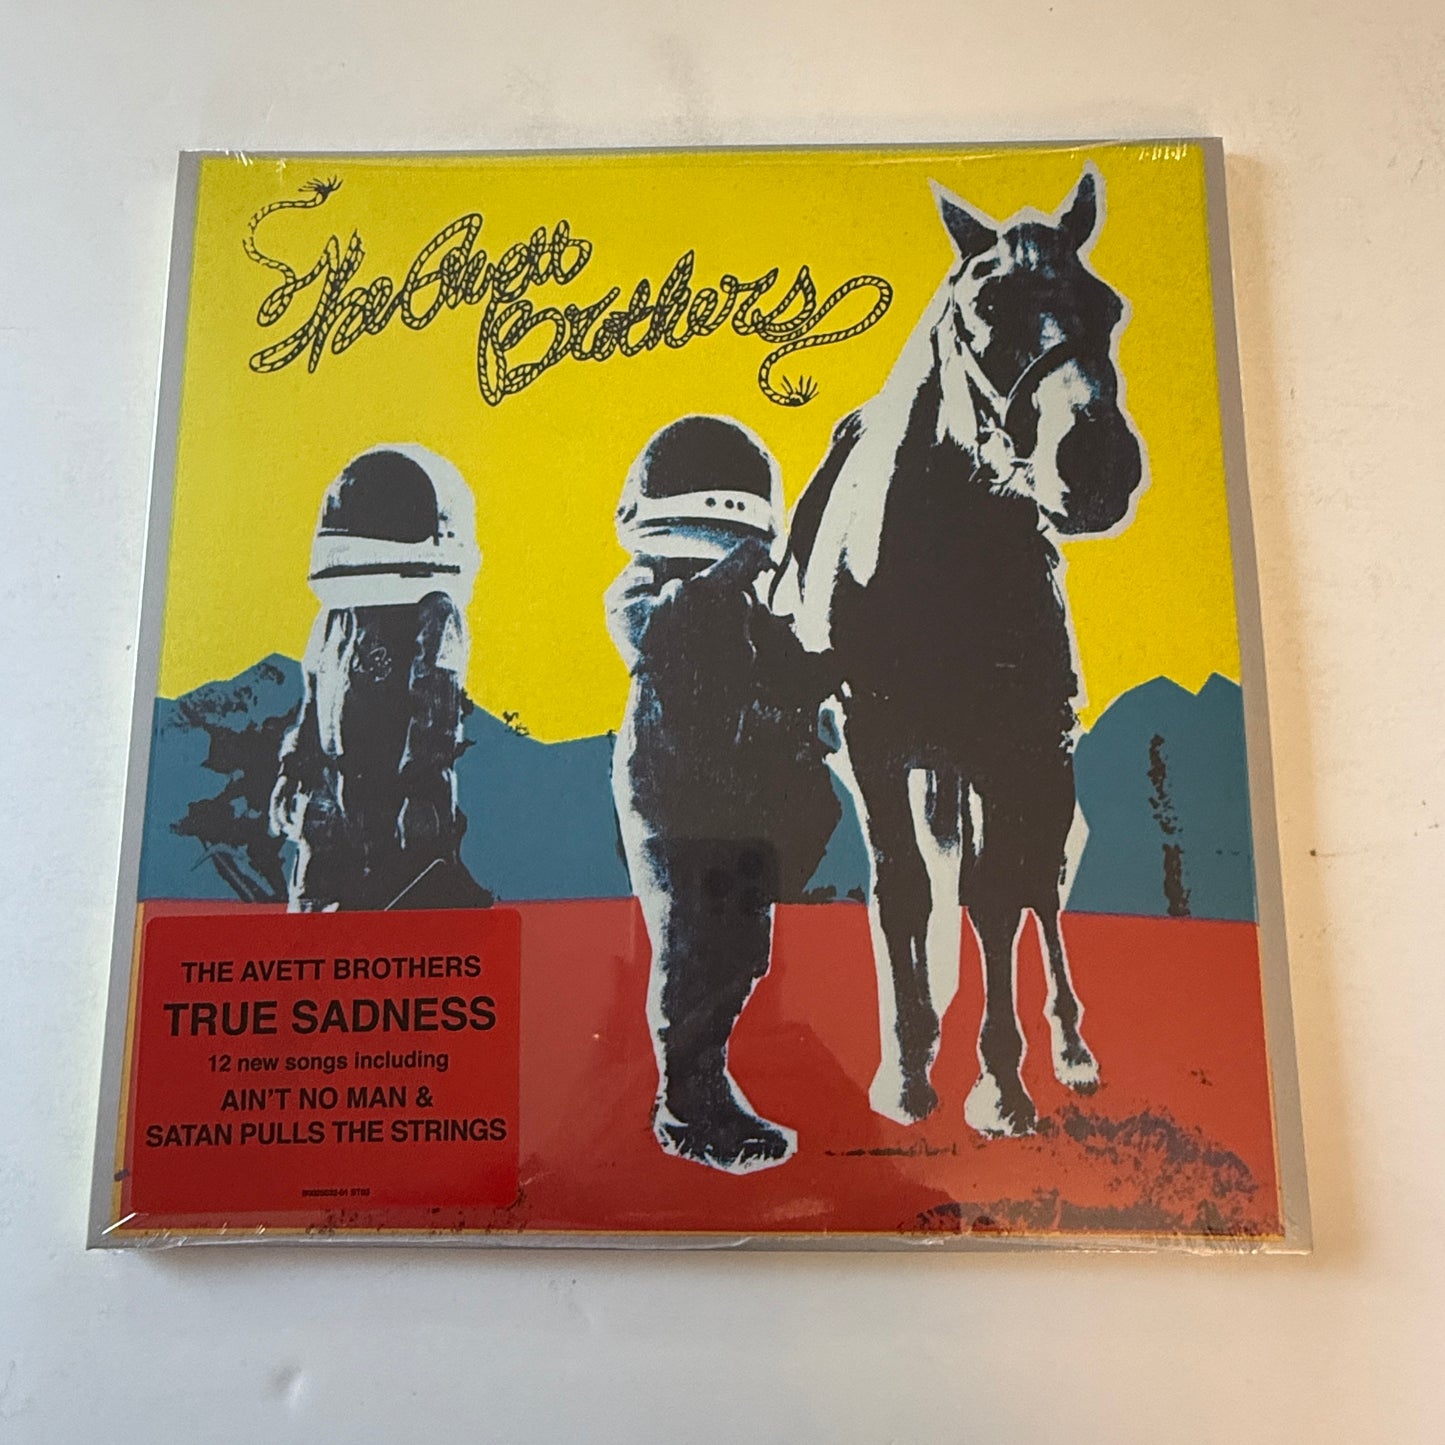 The Avett
Brothers
THE AVETT BROTHERS
TRUE SADNESS
12 new songs including
AIN'T NO MAN &
SATAN PULLS THE STRINGS